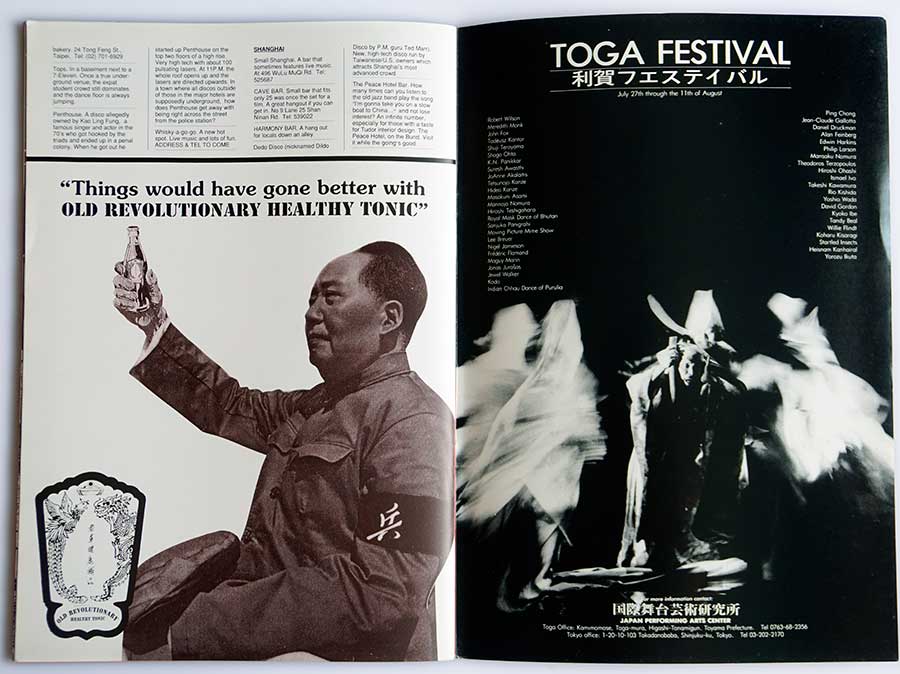 bakery. 24 Tong Feng St.,
Taipei. Tel: (02) 701-6929
Tops. In a basement next to a
7-Eleven. Once a true under-
ground venue, the expat
student crowd still dominates
and the dance floor is always
jumping.
Penthouse. A disco allegedly
owned by Kao Ling Fung, a
famous singer and actor in the
70's who got hooked by the
triads and ended up in a penal
colony. When he got out he
started up Penthouse on the
top two floors of a high rise.
Very high tech with about 100
pulsating lasers. At 11P.M. the
whole roof opens up and the
lasers are directed upwards. In
a town where all discos outside
of those in the major hotels are
supposedly underground, how
does Penthouse get away with
being right across the street
from the police station?
Whisky a-go-go. A new hot
spot. Live music and lots of fun.
ADDRESS & TEL TO COME
SHANGHAI
Small Shanghai. A bar that
sometimes features live music.
At 496 WuLu MuQi Rd. Tel:
525687
CAVE BAR. Small bar that fits
only 25 was once the set for a
film. A great hangout if you can
get in. No.9 Lane 25 Shan
Ninan Rd. Tel: 539022
HARMONY BAR. A hang out
for locals down an alley.
Dedo Disco (nicknamed Dildo
Disco by P.M. guru Ted Marr).
New, high-tech disco run by
Taiwanese/U.S. owners which
attracts Shanghai's most
advanced crowd.
The Peace Hotel Bar. How
many times can you listen to
the old jazz band play the song
"I'm gonna take you on a slow
boat to China..." and not lose
interest? An infinite number,
especially for those with a taste
for Tudor interior design. The
Peace Hotel, on the Bund. Visit
it while the going's good.
“Things would have gone better with
OLD REVOLUTIONARY HEALTHY TONIC”
兵
OLD REVOLUTIONARY
HEALTHY TONIC
TOGA FESTIVAL
利賀フエステイバル
July 27th through the 11th of August
Robert Wilson
Meredith Monk
John Fox
Tadeusz Kantor
Shuji Terayama
Shogo Ohta
K.N. Panikkar
Suresh Awasthi
JoAnne Akalaitis
Tetsunojo Kanze
Hideo Kanze
Masakuni Asami
Mannojo Nomura
Hiroshi Teshigahara
Royal Mask Dance of Bhutan
Sanjukta Panigrahi
Moving Picture Mime Show
Lee Breuer
Nigel Jamieson
Frédéric Flamand
Maguy Marin
Jonas Jurašas
Jewel Walker
Kodo
Indian Chhau Dance of Purulia
Ping Chong
Jean-Claude Gallotta
Daniel Druckman
Alan Feinberg
Edwin Harkins
Philip Larson
Mansaku Nomura
Theodoros Terzopoulos
Hiroshi Ohashi
Ismael Ivo
Takeshi Kawamura
Rio Kishida
Yoshio Wada
David Gordon
Kyoko Ibe
Tandy Beal
Willie Flindt
Koharu Kisaragi
Startled Insects
Heisnam Kanhailal
Yorozu Ikuta
for more information contact:
国際舞台芸術研究所
JAPAN PERFORMING ARTS CENTER
Toga Office: Kammomose, Toga-mura, Higashi-Tonamigun, Toyama Prefecture. Tel 0763-68-2356
Tokyo office: 1-20-10-103 Takadanobaba, Shinjuku-ku, Tokyo. Tel 03-202-2170